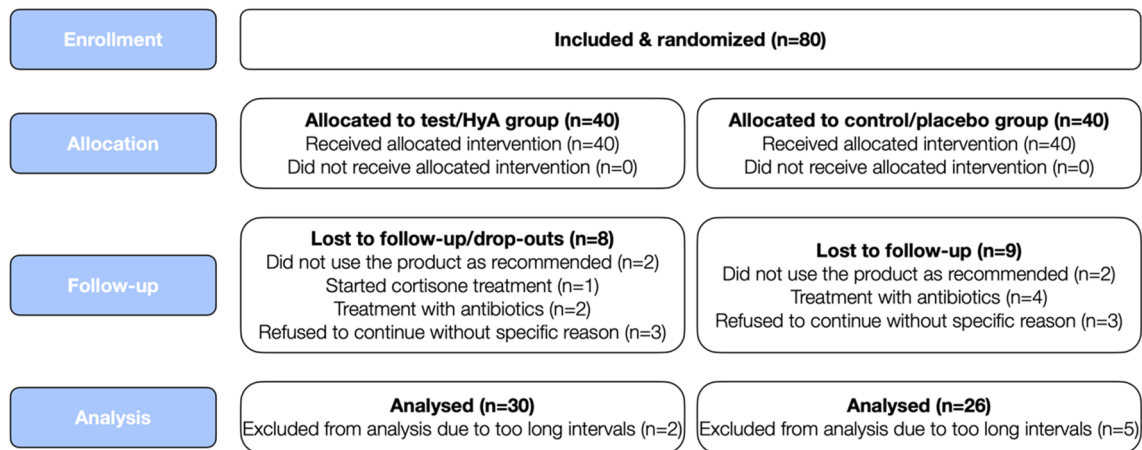 Enrollment
Included & randomized (n=80)
Allocation
Allocated to test/HyA group (n=40)
Received allocated intervention (n=40)
Did not receive allocated intervention (n=0)
Allocated to control/placebo group (n=40)
Received allocated intervention (n=40)
Did not receive allocated intervention (n=0)
Follow-up
Lost to follow-up/drop-outs (n=8)
Did not use the product as recommended (n=2)
Started cortisone treatment (n=1)
Treatment with antibiotics (n=2)
Refused to continue without specific reason (n=3)
Lost to follow-up (n=9)
Did not use the product as recommended (n=2)
Treatment with antibiotics (n=4)
Refused to continue without specific reason (n=3)
Analysis
Analysed (n=30)
Excluded from analysis due to too long intervals (n=2)
Analysed (n=26)
Excluded from analysis due to too long intervals (n=5)